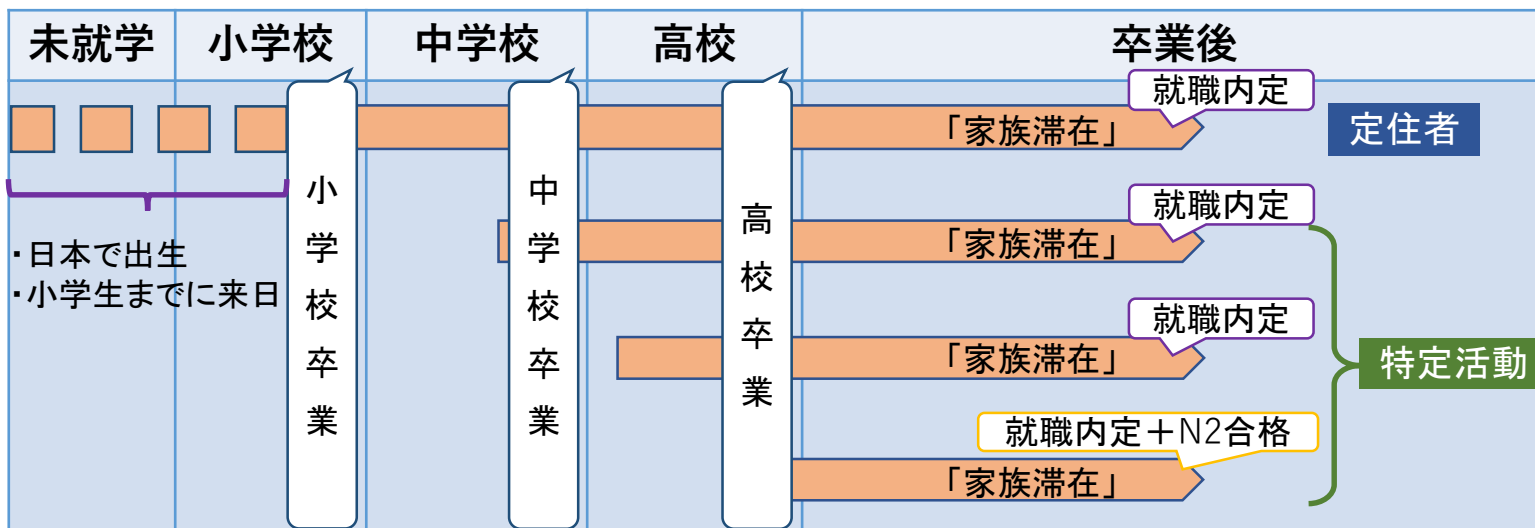 未就学
小学校
中学校
高校
卒業後
就職内定
「家族滞在」
定住者
・日本で出生
・小学生までに来日
小学校卒業
中学校卒業
高校卒業
就職内定
「家族滞在」
就職内定
「家族滞在」
特定活動
就職内定＋N2合格
「家族滞在」